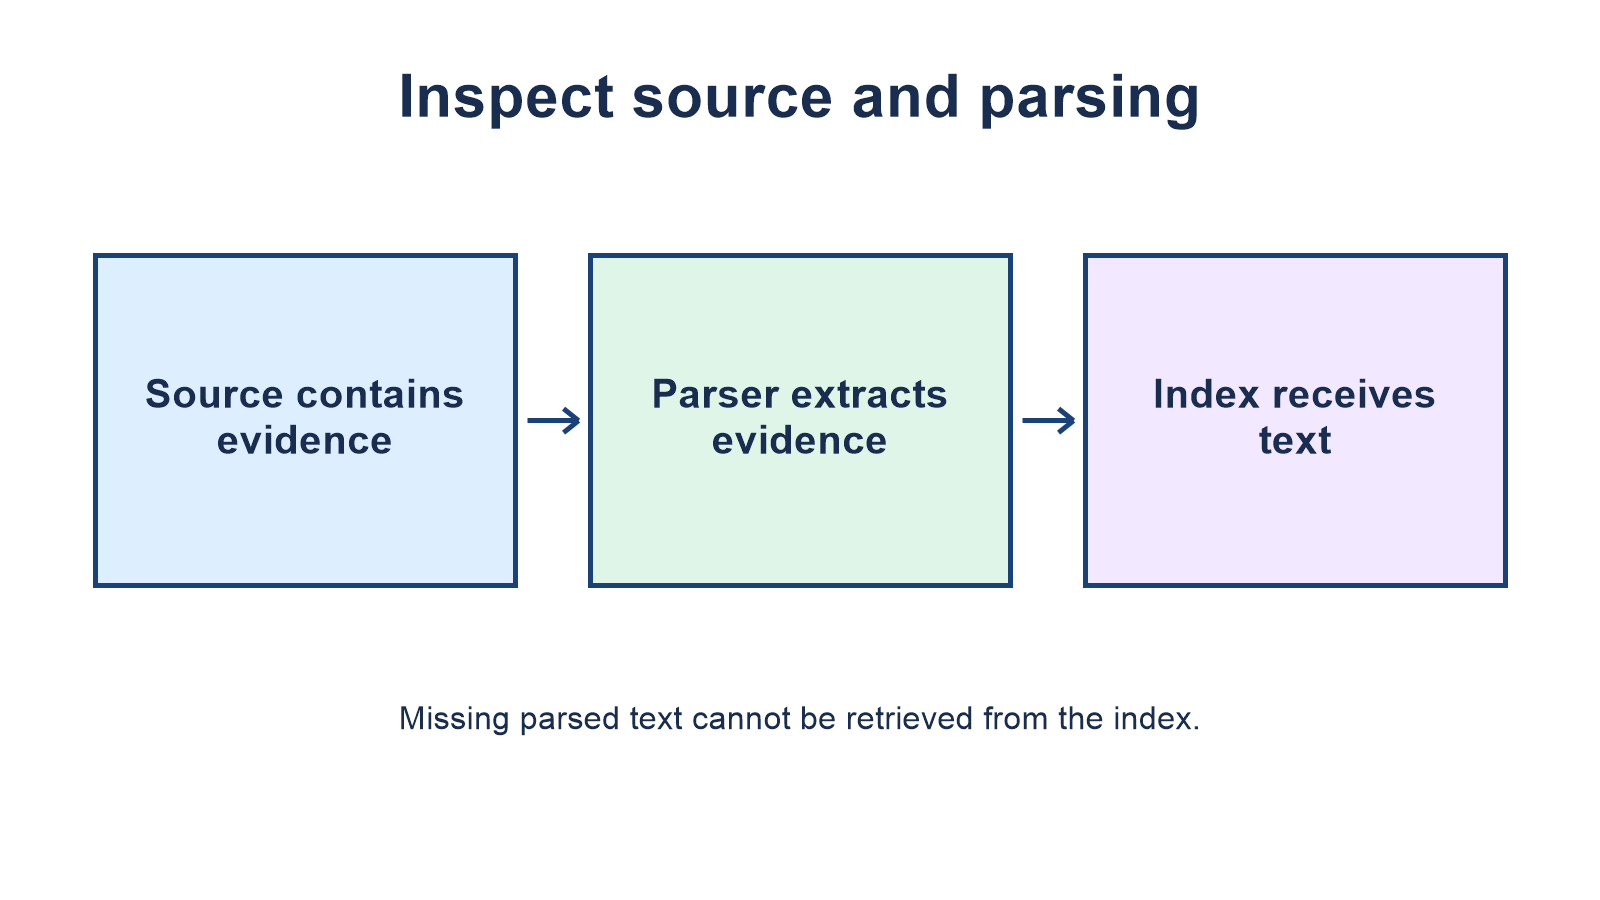 Inspect source and parsing
Source contains
evidence
Parser extracts
evidence
Index receives
text
Missing parsed text cannot be retrieved from the index.